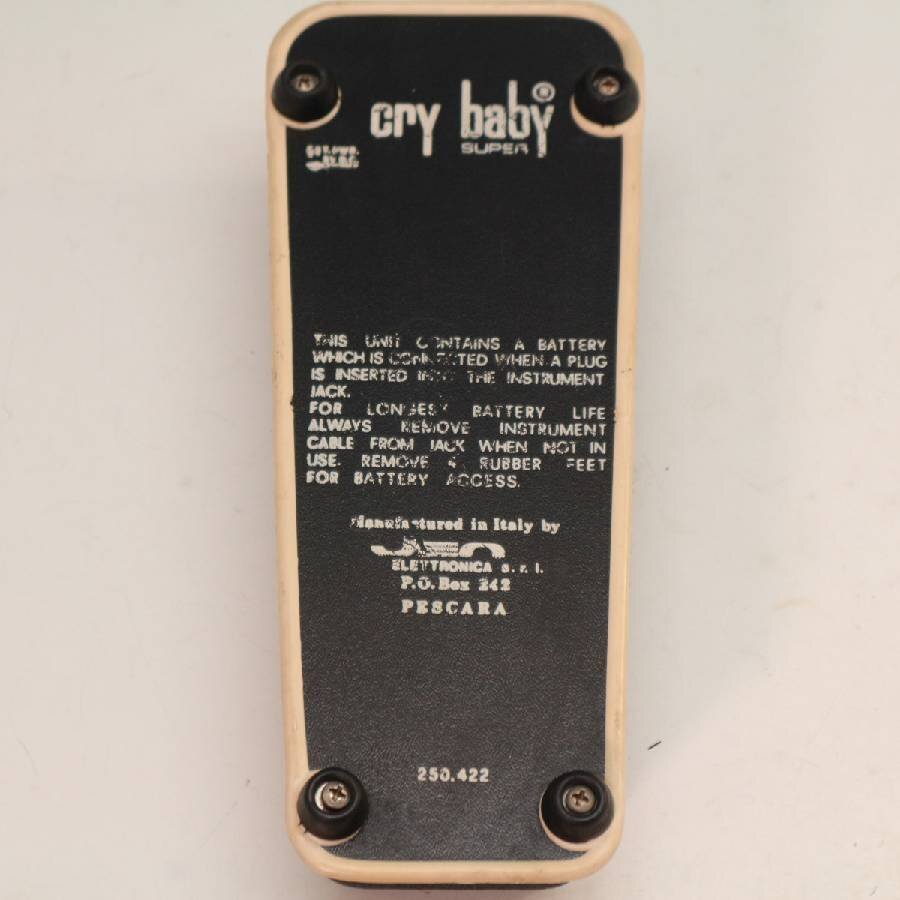 cry baby®
SUPER
THIS UNIT CONTAINS A BATTERY
WHICH IS CONNECTED WHEN A PLUG
IS INSERTED INTO THE INSTRUMENT
JACK.
FOR LONGEST BATTERY LIFE
ALWAYS REMOVE INSTRUMENT
CABLE FROM JACK WHEN NOT IN
USE. REMOVE 4 RUBBER FEET
FOR BATTERY ACCESS.
Manufactured in Italy by
JEN
ELETTRONICA s.r.l.
P.O. Box 242
PESCARA
250.422